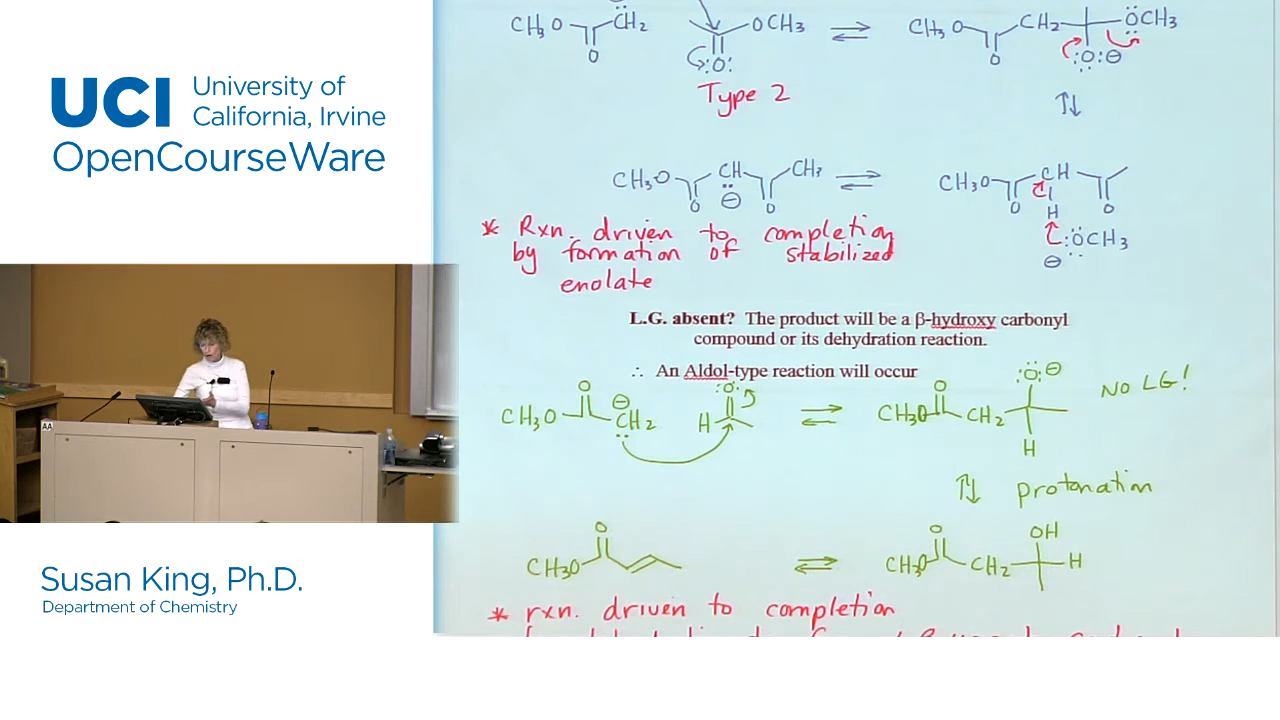 UCI
University of
California, Irvine
OpenCourseWare
CH3O
CH2
O
OCH3
:O:
⇌
CH3O
O
CH2
ÖCH3
:O:⊖
Type 2
⇅
CH3O
O
CH
⊖
O
CH3
⇌
CH3O
O
CH
H
O
:ÖCH3
⊖
* Rxn. driven to completion
by formation of stabilized
enolate
L.G. absent? The product will be a β-hydroxy carbonyl
compound or its dehydration reaction.
∴ An Aldol-type reaction will occur
CH3O
O
⊖
CH2
H
:O:
⇌
CH3O
O
CH2
:O:⊖
H
NO LG!
⇅ protonation
CH3O
O
⇌
CH3O
O
CH2
OH
H
* rxn. driven to completion
AA
Susan King, Ph.D.
Department of Chemistry